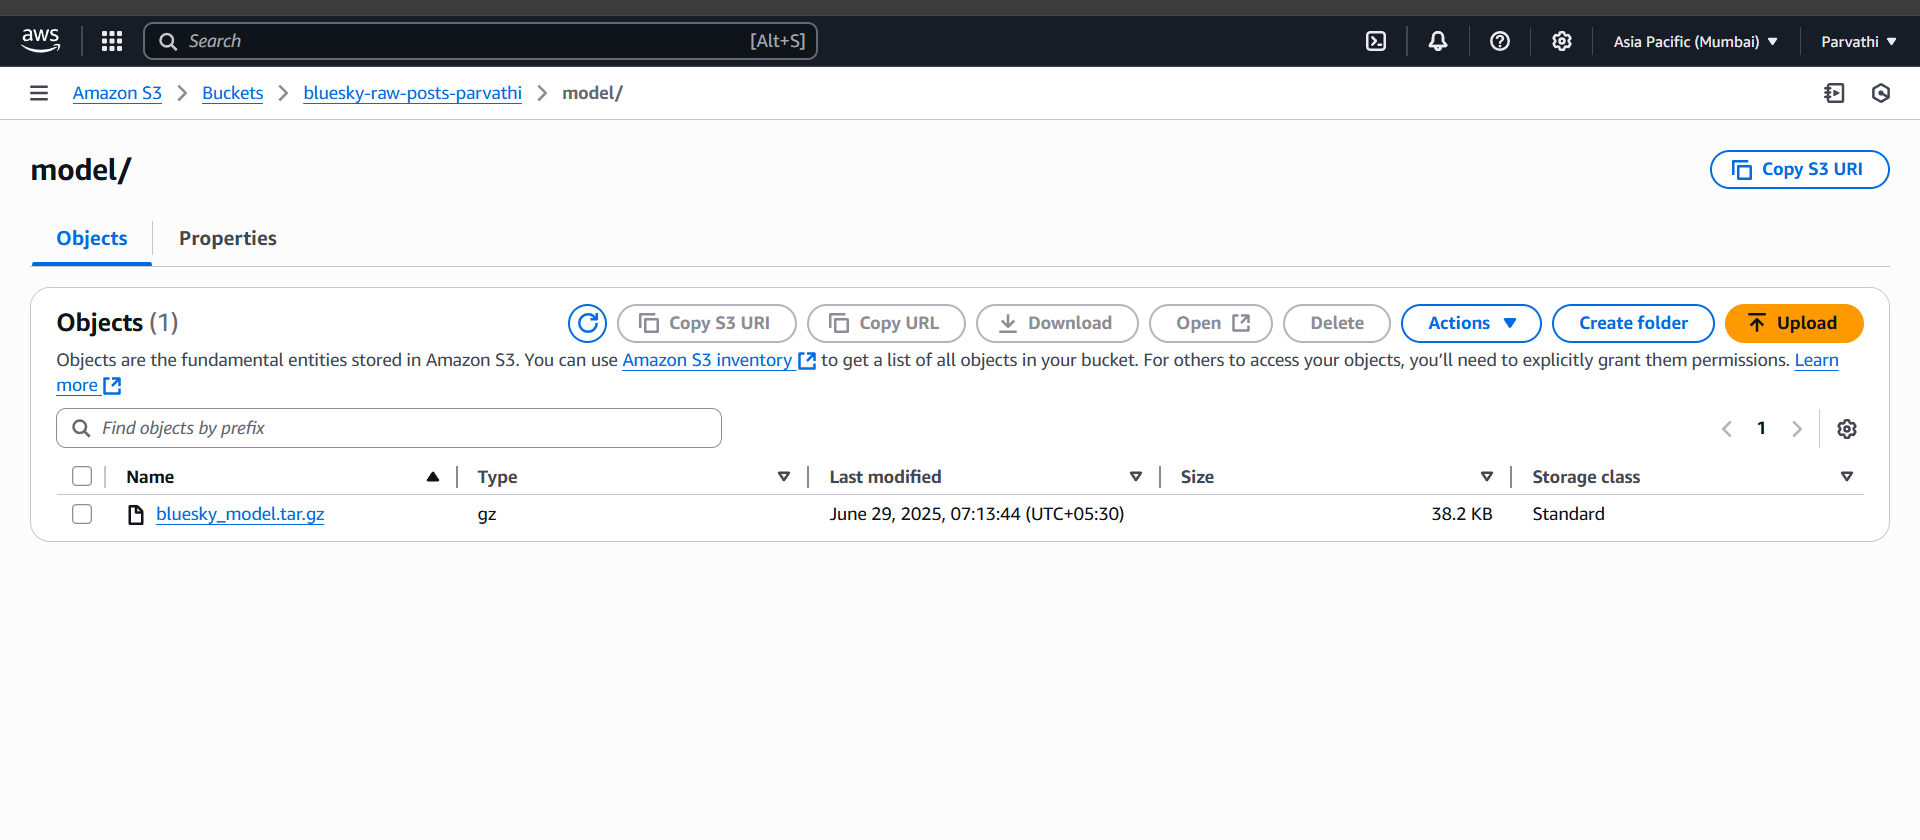 aws Search [Alt+S] Asia Pacific (Mumbai) Parvathi
Amazon S3 Buckets bluesky-raw-posts-parvathi model/
model/
Copy S3 URI
Objects Properties
Objects (1) Copy S3 URI Copy URL Download Open Delete Actions Create folder Upload
Objects are the fundamental entities stored in Amazon S3. You can use Amazon S3 inventory to get a list of all objects in your bucket. For others to access your objects, you’ll need to explicitly grant them permissions. Learn
more
Find objects by prefix 1
Name Type Last modified Size Storage class
bluesky_model.tar.gz gz June 29, 2025, 07:13:44 (UTC+05:30) 38.2 KB Standard